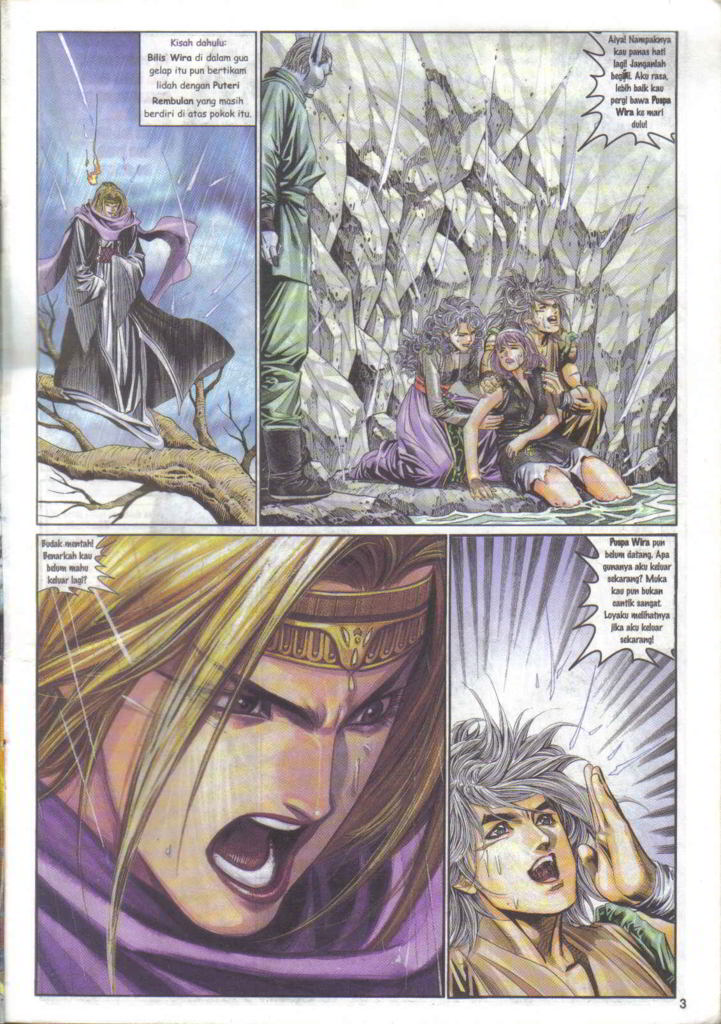 Kisah dahulu:
Bilis Wira di dalam gua
gelap itu pun bertikam
lidah dengan Puteri
Rembulan yang masih
berdiri di atas pokok itu.
Aiya! Nampaknya
kau panas hati
lagi! Janganlah
begitu. Aku rasa,
lebih baik kau
pergi bawa Puspa
Wira ke mari
dulu!
Budak mentah!
Benarkah kau
belum mahu
keluar lagi?
Puspa Wira pun
belum datang. Apa
gunanya aku keluar
sekarang? Muka
kau pun bukan
cantik sangat.
Loyaku melihatnya
jika aku keluar
sekarang!
3